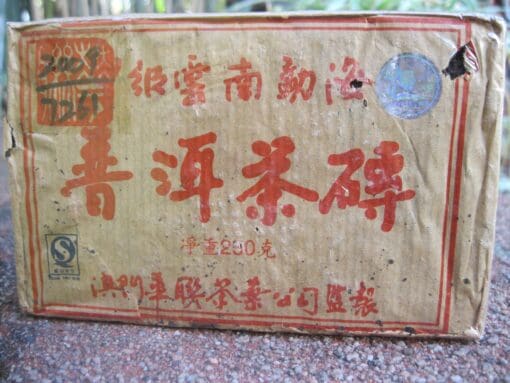 雲南勐海
普洱茶磚
淨重250克
澳門華聯茶葉公司監製